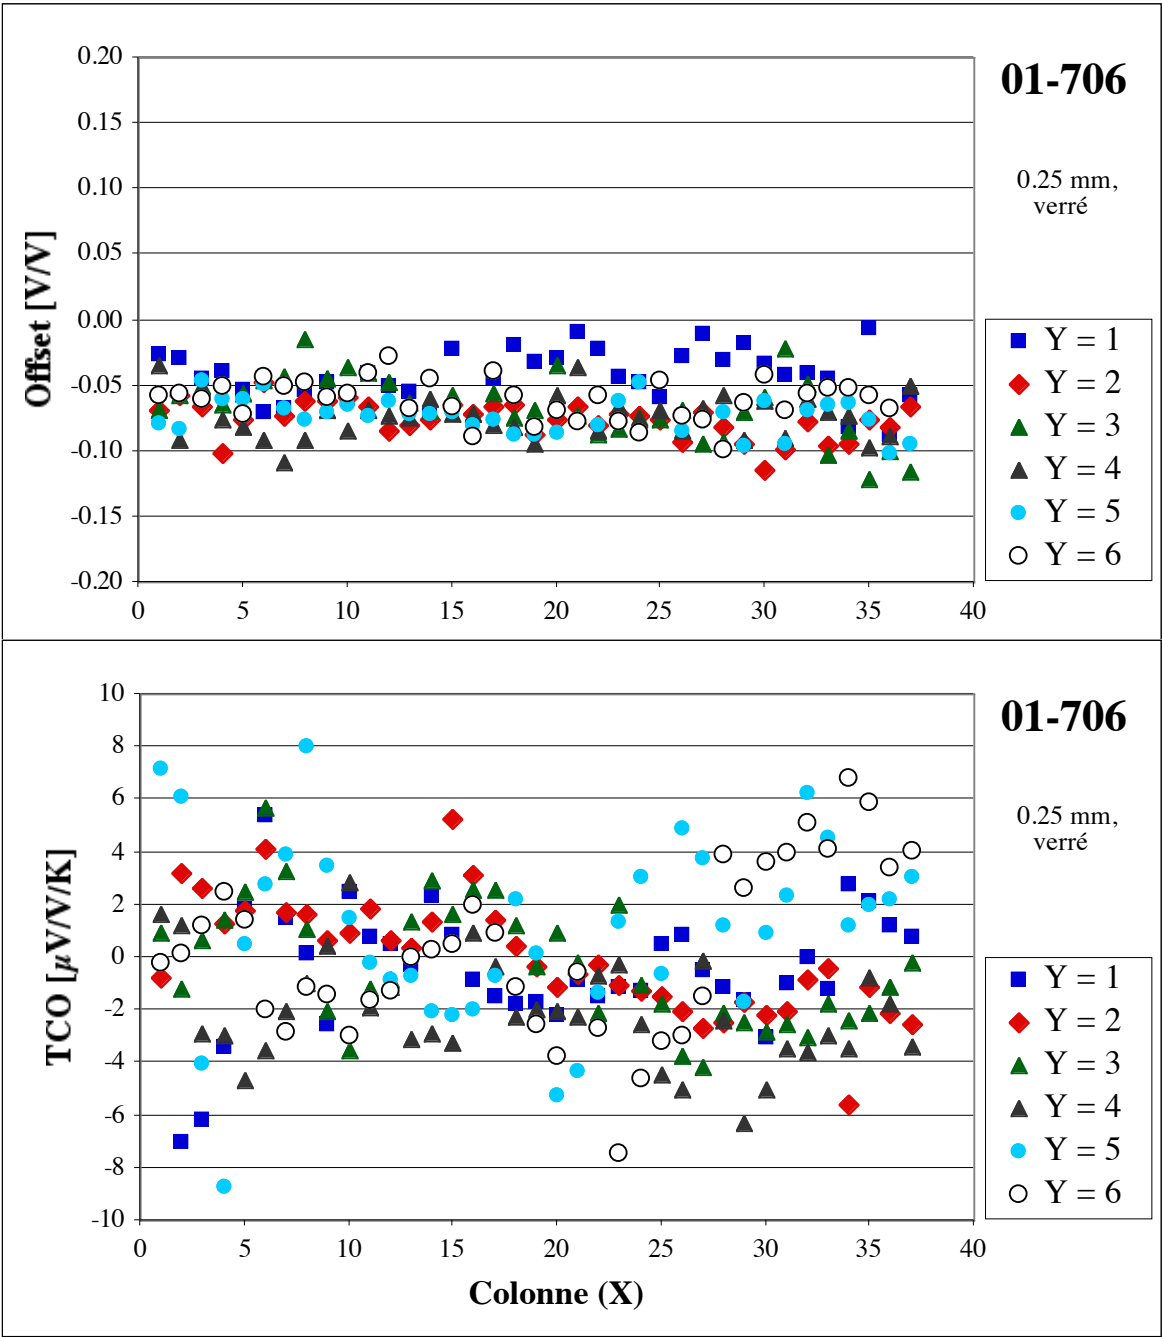 01-706
0.25 mm,
verré
Offset [V/V]
0.20
0.15
0.10
0.05
0.00
-0.05
-0.10
-0.15
-0.20
0 5 10 15 20 25 30 35 40
Y = 1
Y = 2
Y = 3
Y = 4
Y = 5
Y = 6
01-706
0.25 mm,
verré
TCO [μV/V/K]
10
8
6
4
2
0
-2
-4
-6
-8
-10
0 5 10 15 20 25 30 35 40
Colonne (X)
Y = 1
Y = 2
Y = 3
Y = 4
Y = 5
Y = 6